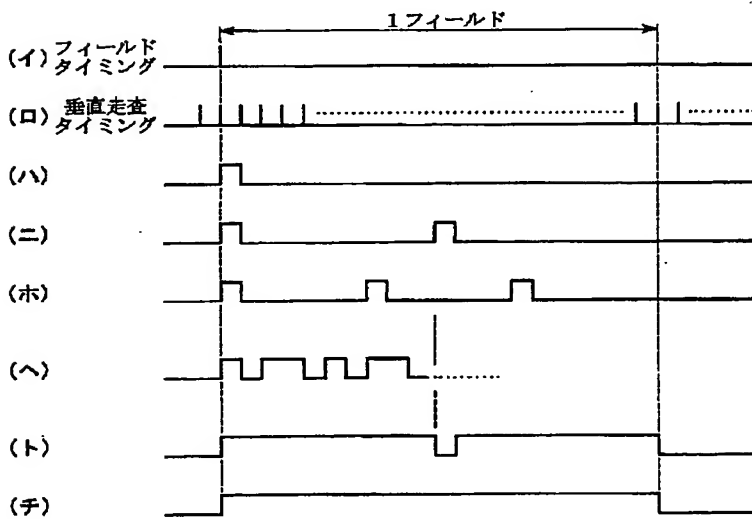 1フィールド
(イ) フィールド
タイミング
(ロ) 垂直走査
タイミング
(ハ)
(ニ)
(ホ)
(ヘ)
(ト)
(チ)